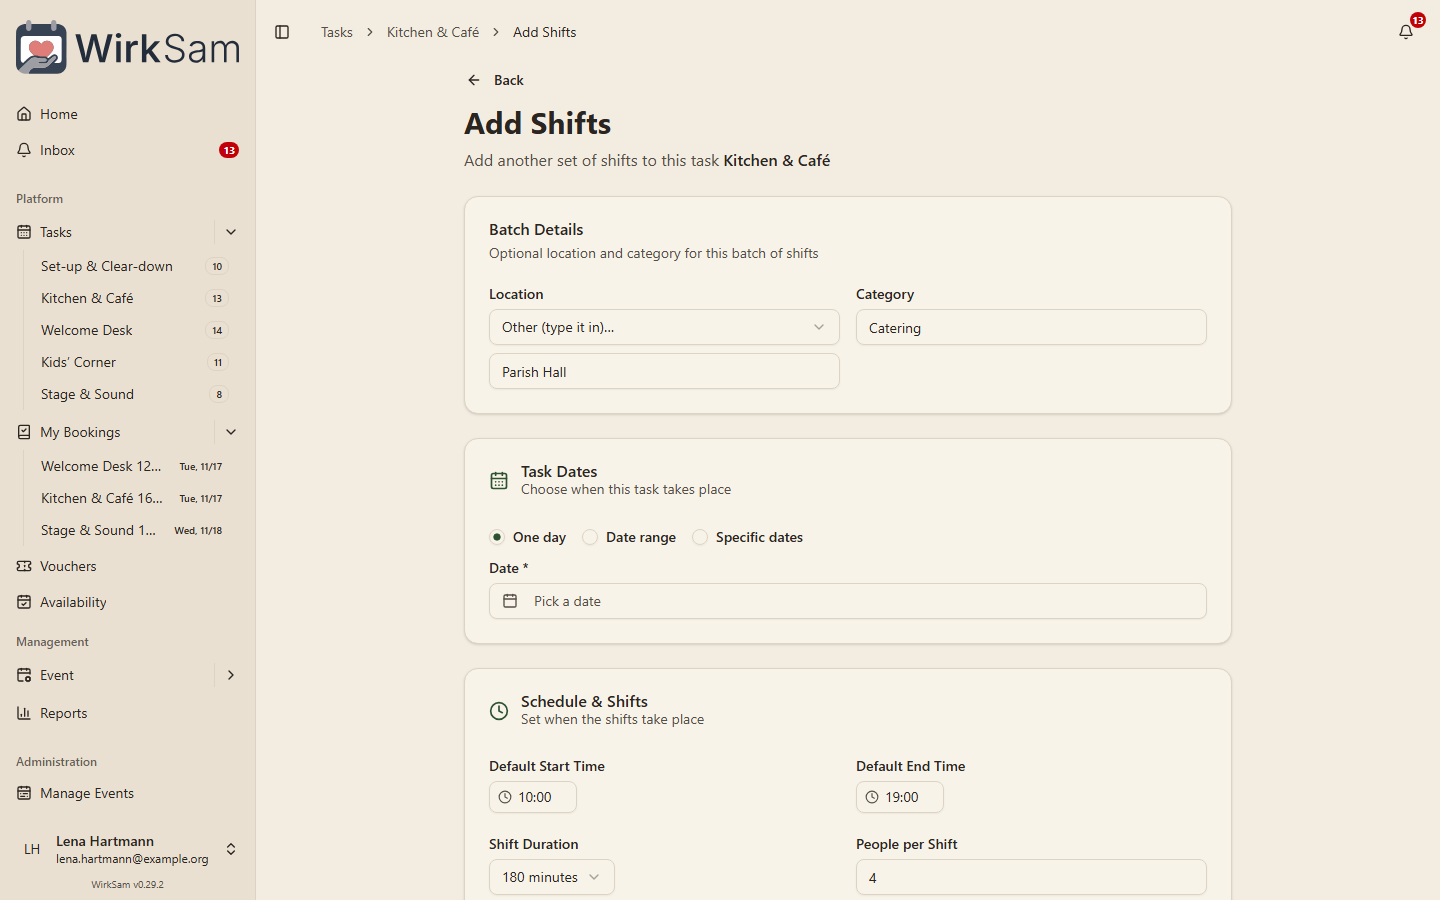 WirkSam
Home
Inbox 13
Platform
Tasks
Set-up & Clear-down 10
Kitchen & Café 13
Welcome Desk 14
Kids' Corner 11
Stage & Sound 8
My Bookings
Welcome Desk 12... Tue, 11/17
Kitchen & Café 16... Tue, 11/17
Stage & Sound 1... Wed, 11/18
Vouchers
Availability
Management
Event
Reports
Administration
Manage Events
LH Lena Hartmann
lena.hartmann@example.org
WirkSam v0.29.2
Tasks > Kitchen & Café > Add Shifts
13
Back
Add Shifts
Add another set of shifts to this task Kitchen & Café
Batch Details
Optional location and category for this batch of shifts
Location Category
Other (type it in)... Catering
Parish Hall
Task Dates
Choose when this task takes place
One day Date range Specific dates
Date *
Pick a date
Schedule & Shifts
Set when the shifts take place
Default Start Time Default End Time
10:00 19:00
Shift Duration People per Shift
180 minutes 4